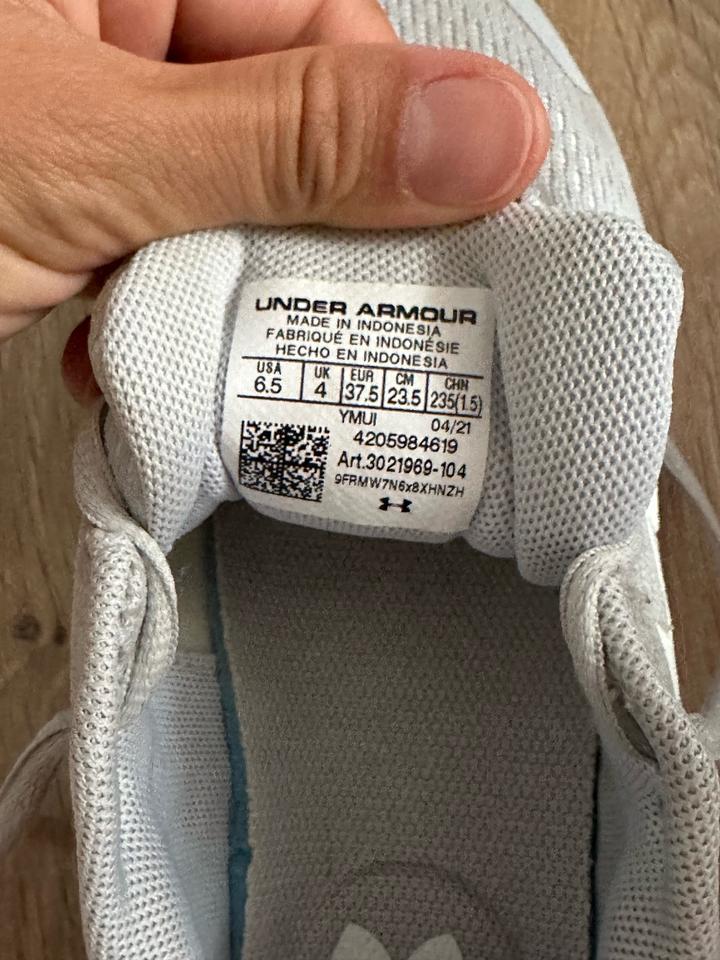 UNDER ARMOUR
MADE IN INDONESIA
FABRIQUÉ EN INDONÉSIE
HECHO EN INDONESIA
USA UK EUR CM CHN
6.5 4 37.5 23.5 235(1.5)
YMUI 04/21
4205984619
Art.3021969-104
9FRMW7N6x8XHNZH